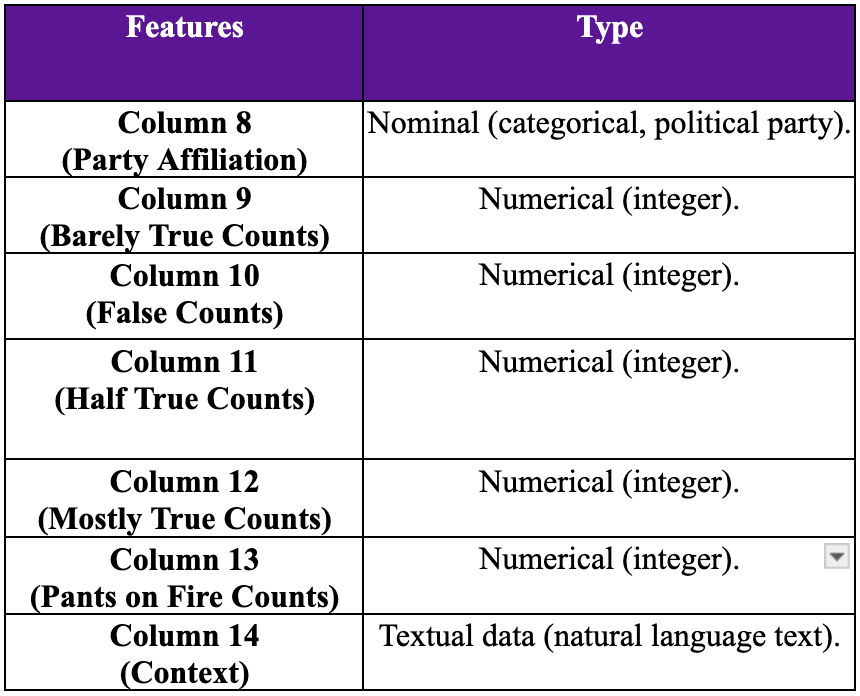 Features Type
Column 8 Nominal (categorical, political party).
(Party Affiliation)
Column 9 Numerical (integer).
(Barely True Counts)
Column 10 Numerical (integer).
(False Counts)
Column 11 Numerical (integer).
(Half True Counts)
Column 12 Numerical (integer).
(Mostly True Counts)
Column 13 Numerical (integer).
(Pants on Fire Counts)
Column 14 Textual data (natural language text).
(Context)